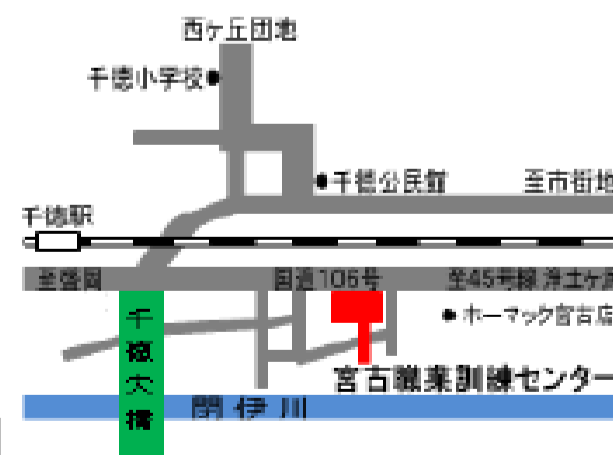 西ヶ丘団地
千徳小学校
千徳公民館
至市街地
千徳駅
至盛岡
国道106号
至45号線 浄土ヶ浜
ホーマック宮古店
千徳大橋
宮古職業訓練センター
閉伊川